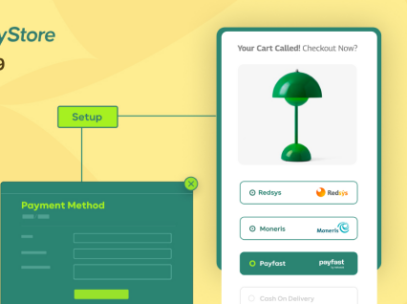 yStore
9
Your Cart Called! Checkout Now?
Setup
Payment Method
Redsys Redsys
Moneris Moneris
Payfast payfast
Cash On Delivery